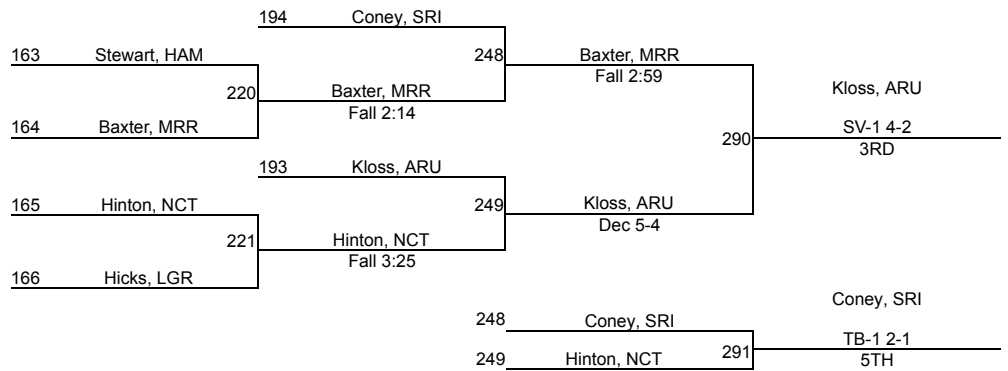 194 Coney, SRI
163 Stewart, HAM
248 Baxter, MRR
Fall 2:59
220 Baxter, MRR
Fall 2:14
Kloss, ARU
164 Baxter, MRR
290 SV-1 4-2
3RD
193 Kloss, ARU
165 Hinton, NCT
249 Kloss, ARU
Dec 5-4
221 Hinton, NCT
Fall 3:25
166 Hicks, LGR
Coney, SRI
248 Coney, SRI
TB-1 2-1
249 Hinton, NCT
291 5TH